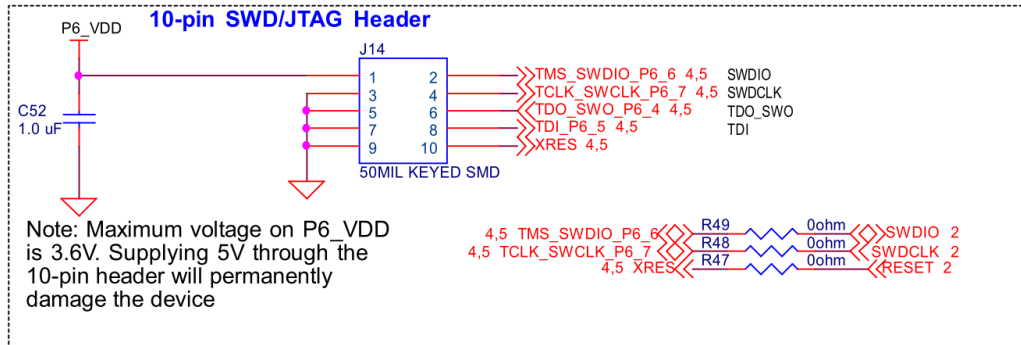 10-pin SWD/JTAG Header
P6_VDD
J14
1 2 TMS_SWDIO_P6_6 4,5 SWDIO
3 4 TCLK_SWCLK_P6_7 4,5 SWDCLK
C52 5 6 TDO_SWO_P6_4 4,5 TDO_SWO
1.0 uF 7 8 TDI_P6_5 4,5 TDI
9 10 XRES 4,5
50MIL KEYED SMD
Note: Maximum voltage on P6_VDD
is 3.6V. Supplying 5V through the
10-pin header will permanently
damage the device
4,5 TMS_SWDIO_P6_6 R49 0ohm SWDIO 2
4,5 TCLK_SWCLK_P6_7 R48 0ohm SWDCLK 2
4,5 XRES R47 0ohm RESET 2